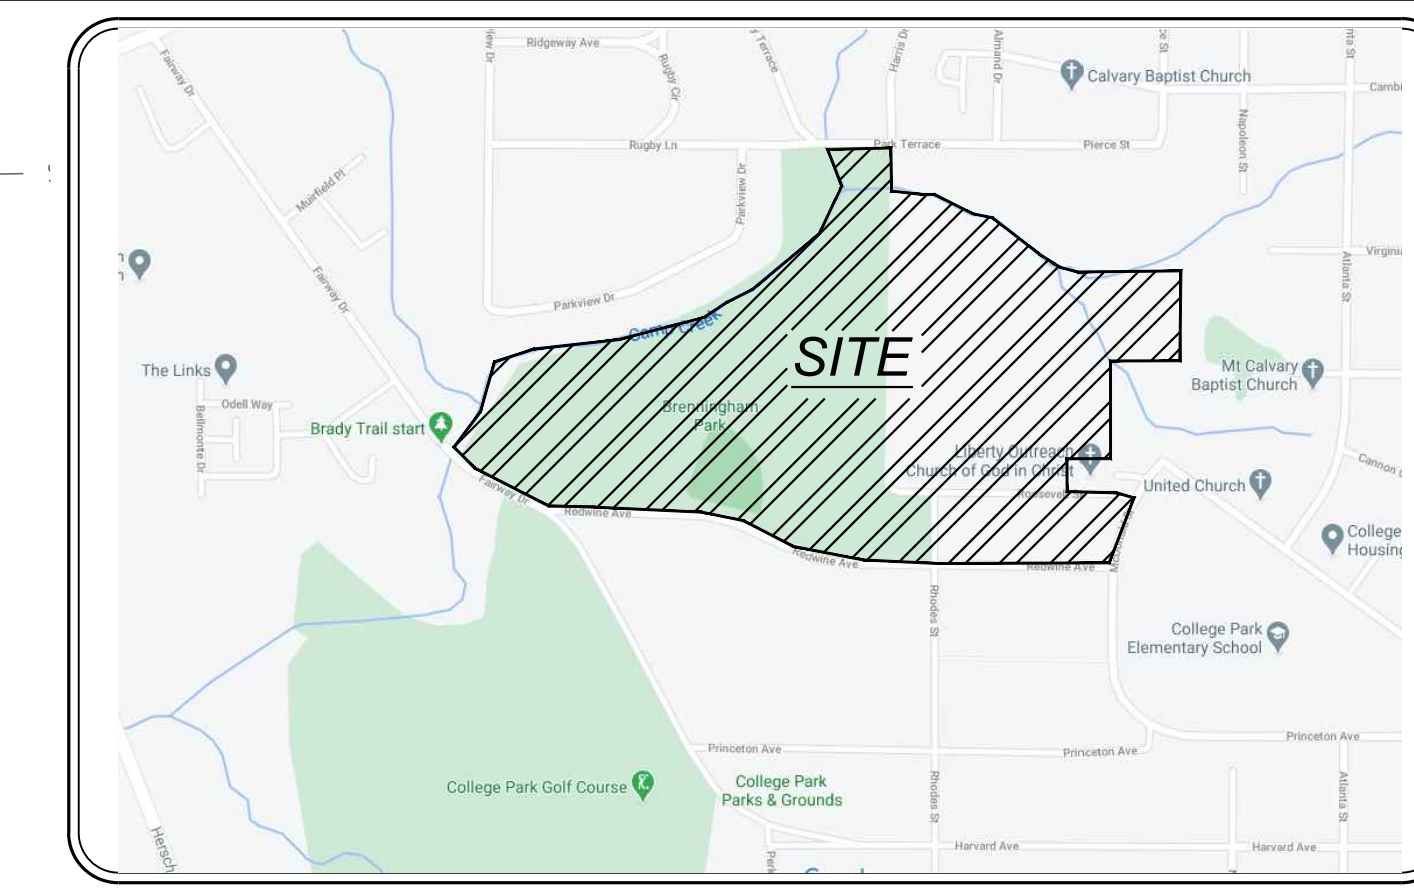 Ridgeway Ave
Fairway Dr
Rugby Cir
Harris Dr
Almand Dr
Calvary Baptist Church
Napoleon St
Rugby Ln
Park Terrace
Pierce St
Parkview Dr
Muirfield Pl
Atlanta St
Fairway Dr
Parkview Dr
Camp Creek
SITE
The Links
Mt Calvary
Baptist Church
Odell Way
Bellmonte Dr
Brenningham
Park
Brady Trail start
Liberty Outreach
Church of God in Christ
Roosevelt St
United Church
Fairway Dr
Redwine Ave
College
Housing
Redwine Ave
Redwine Ave
Rhodes St
College Park
Elementary School
Princeton Ave
Princeton Ave
Princeton Ave
College Park Golf Course
College Park
Parks & Grounds
Rhodes St
Atlanta St
Harvard Ave
Harvard Ave